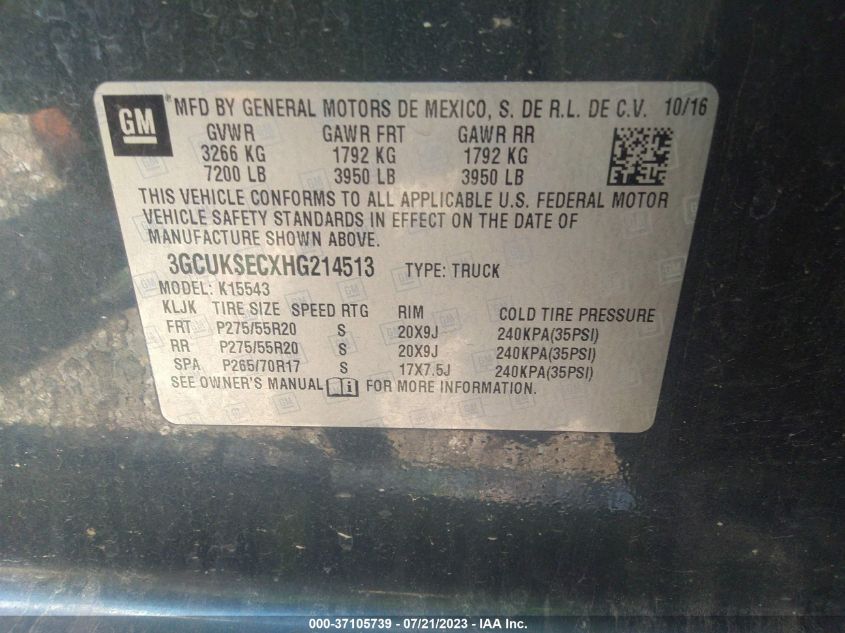 GM ® MFD BY GENERAL MOTORS DE MEXICO, S. DE R.L. DE C.V. 10/16
GVWR GAWR FRT GAWR RR
3266 KG 1792 KG 1792 KG
7200 LB 3950 LB 3950 LB
THIS VEHICLE CONFORMS TO ALL APPLICABLE U.S. FEDERAL MOTOR
VEHICLE SAFETY STANDARDS IN EFFECT ON THE DATE OF
MANUFACTURE SHOWN ABOVE.
3GCUKSECXHG214513 TYPE: TRUCK
MODEL: K15543
KLJK TIRE SIZE SPEED RTG RIM COLD TIRE PRESSURE
FRT P275/55R20 S 20X9J 240KPA(35PSI)
RR P275/55R20 S 20X9J 240KPA(35PSI)
SPA P265/70R17 S 17X7.5J 240KPA(35PSI)
SEE OWNER'S MANUAL i FOR MORE INFORMATION.
000-37105739 - 07/21/2023 - IAA Inc.